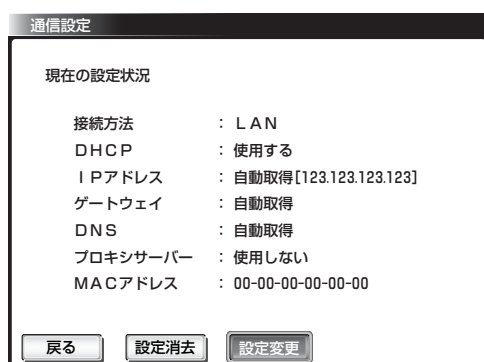 通信設定
現在の設定状況
接続方法 : LAN
DHCP : 使用する
IPアドレス : 自動取得[123.123.123.123]
ゲートウェイ : 自動取得
DNS : 自動取得
プロキシサーバー : 使用しない
MACアドレス : 00-00-00-00-00-00
戻る 設定消去 設定変更